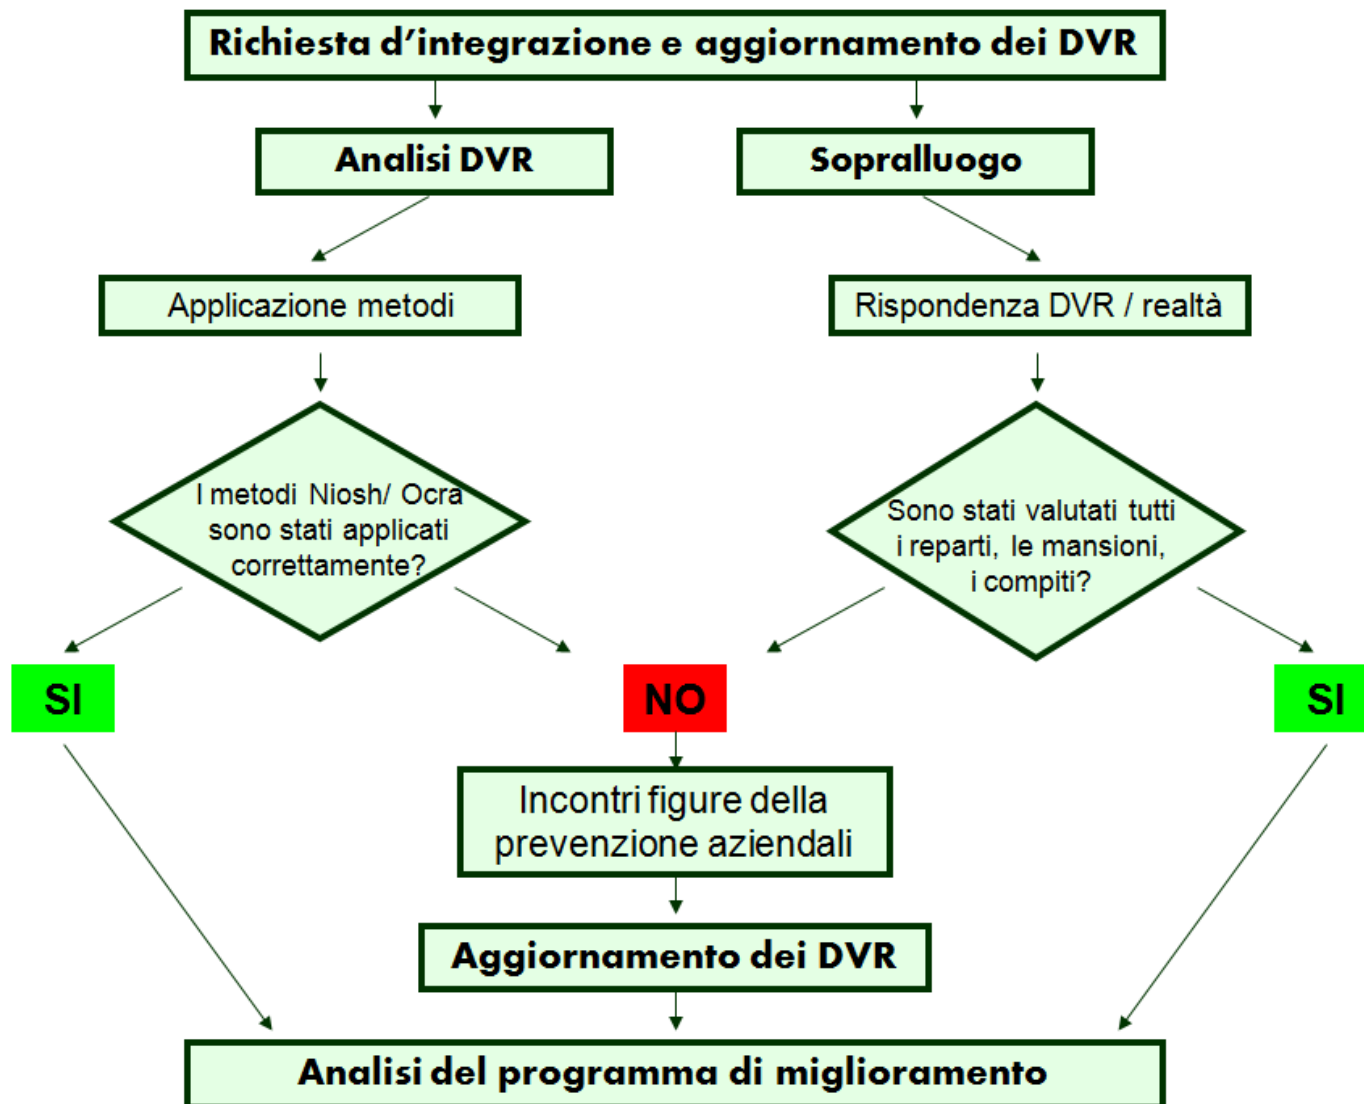 Richiesta d’integrazione e aggiornamento dei DVR
Analisi DVR
Sopralluogo
Applicazione metodi
Rispondenza DVR / realtà
I metodi Niosh/ Ocra
sono stati applicati
correttamente?
Sono stati valutati tutti
i reparti, le mansioni,
i compiti?
SI
NO
SI
Incontri figure della
prevenzione aziendali
Aggiornamento dei DVR
Analisi del programma di miglioramento